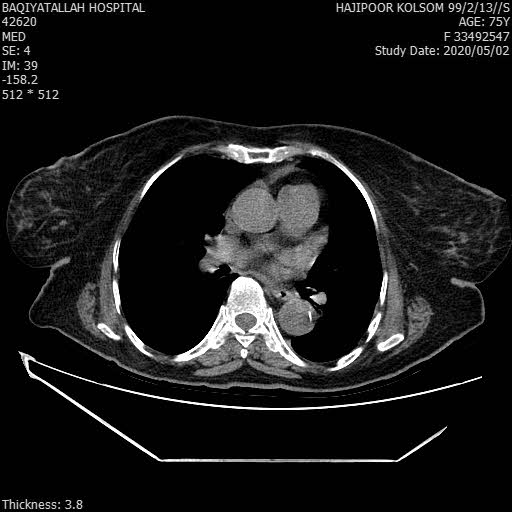 BAQIYATALLAH HOSPITAL
42620
MED
SE: 4
IM: 39
-158.2
512 * 512
HAJIPOOR KOLSOM 99/2/13//S
AGE: 75Y
F 33492547
Study Date: 2020/05/02
Thickness: 3.8